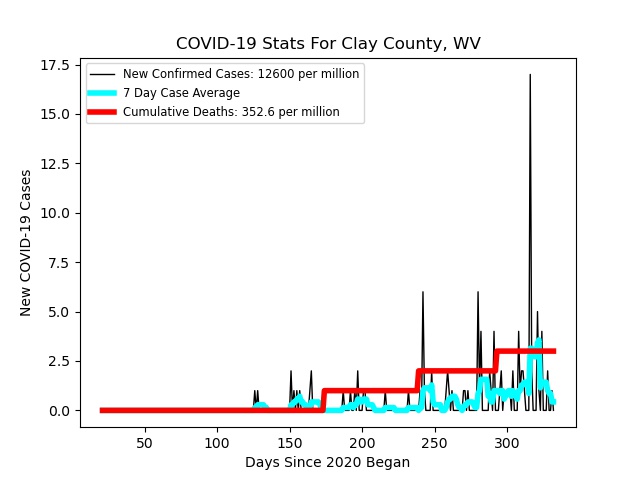 COVID-19 Stats For Clay County, WV
New Confirmed Cases: 12600 per million
7 Day Case Average
Cumulative Deaths: 352.6 per million
New COVID-19 Cases
17.5
15.0
12.5
10.0
7.5
5.0
2.5
0.0
50 100 150 200 250 300
Days Since 2020 Began